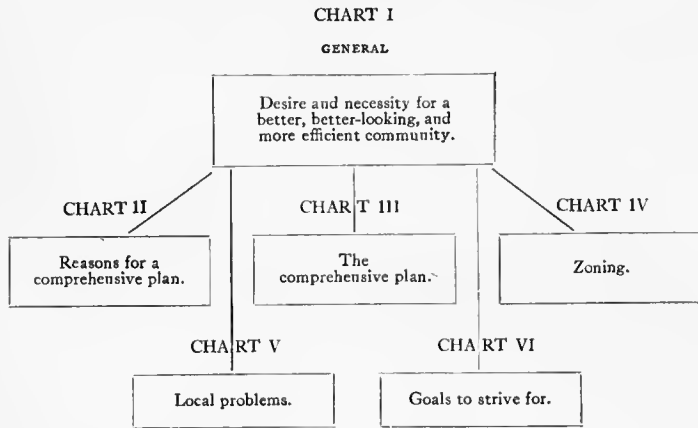 CHART I
GENERAL
Desire and necessity for a
better, better-looking, and
more efficient community.
CHART II
CHART III
CHART IV
Reasons for a
comprehensive plan.
The
comprehensive plan.
Zoning.
CHART V
CHART VI
Local problems.
Goals to strive for.